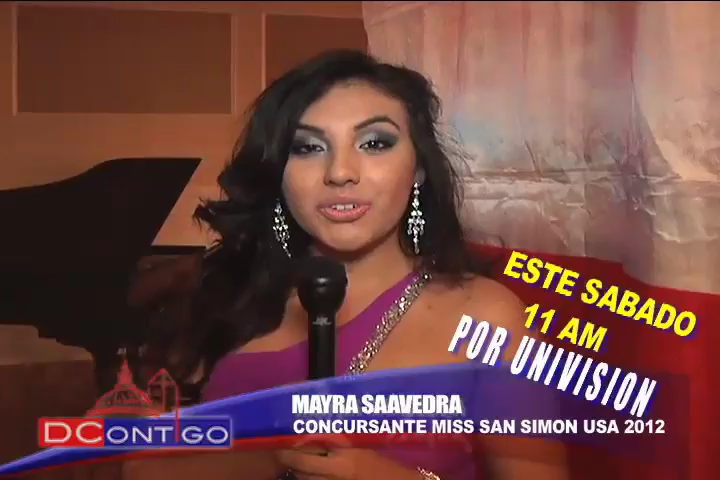 ESTE SABADO
11 AM
POR UNIVISION
MAYRA SAAVEDRA
CONCURSANTE MISS SAN SIMON USA 2012
DCONTIGO